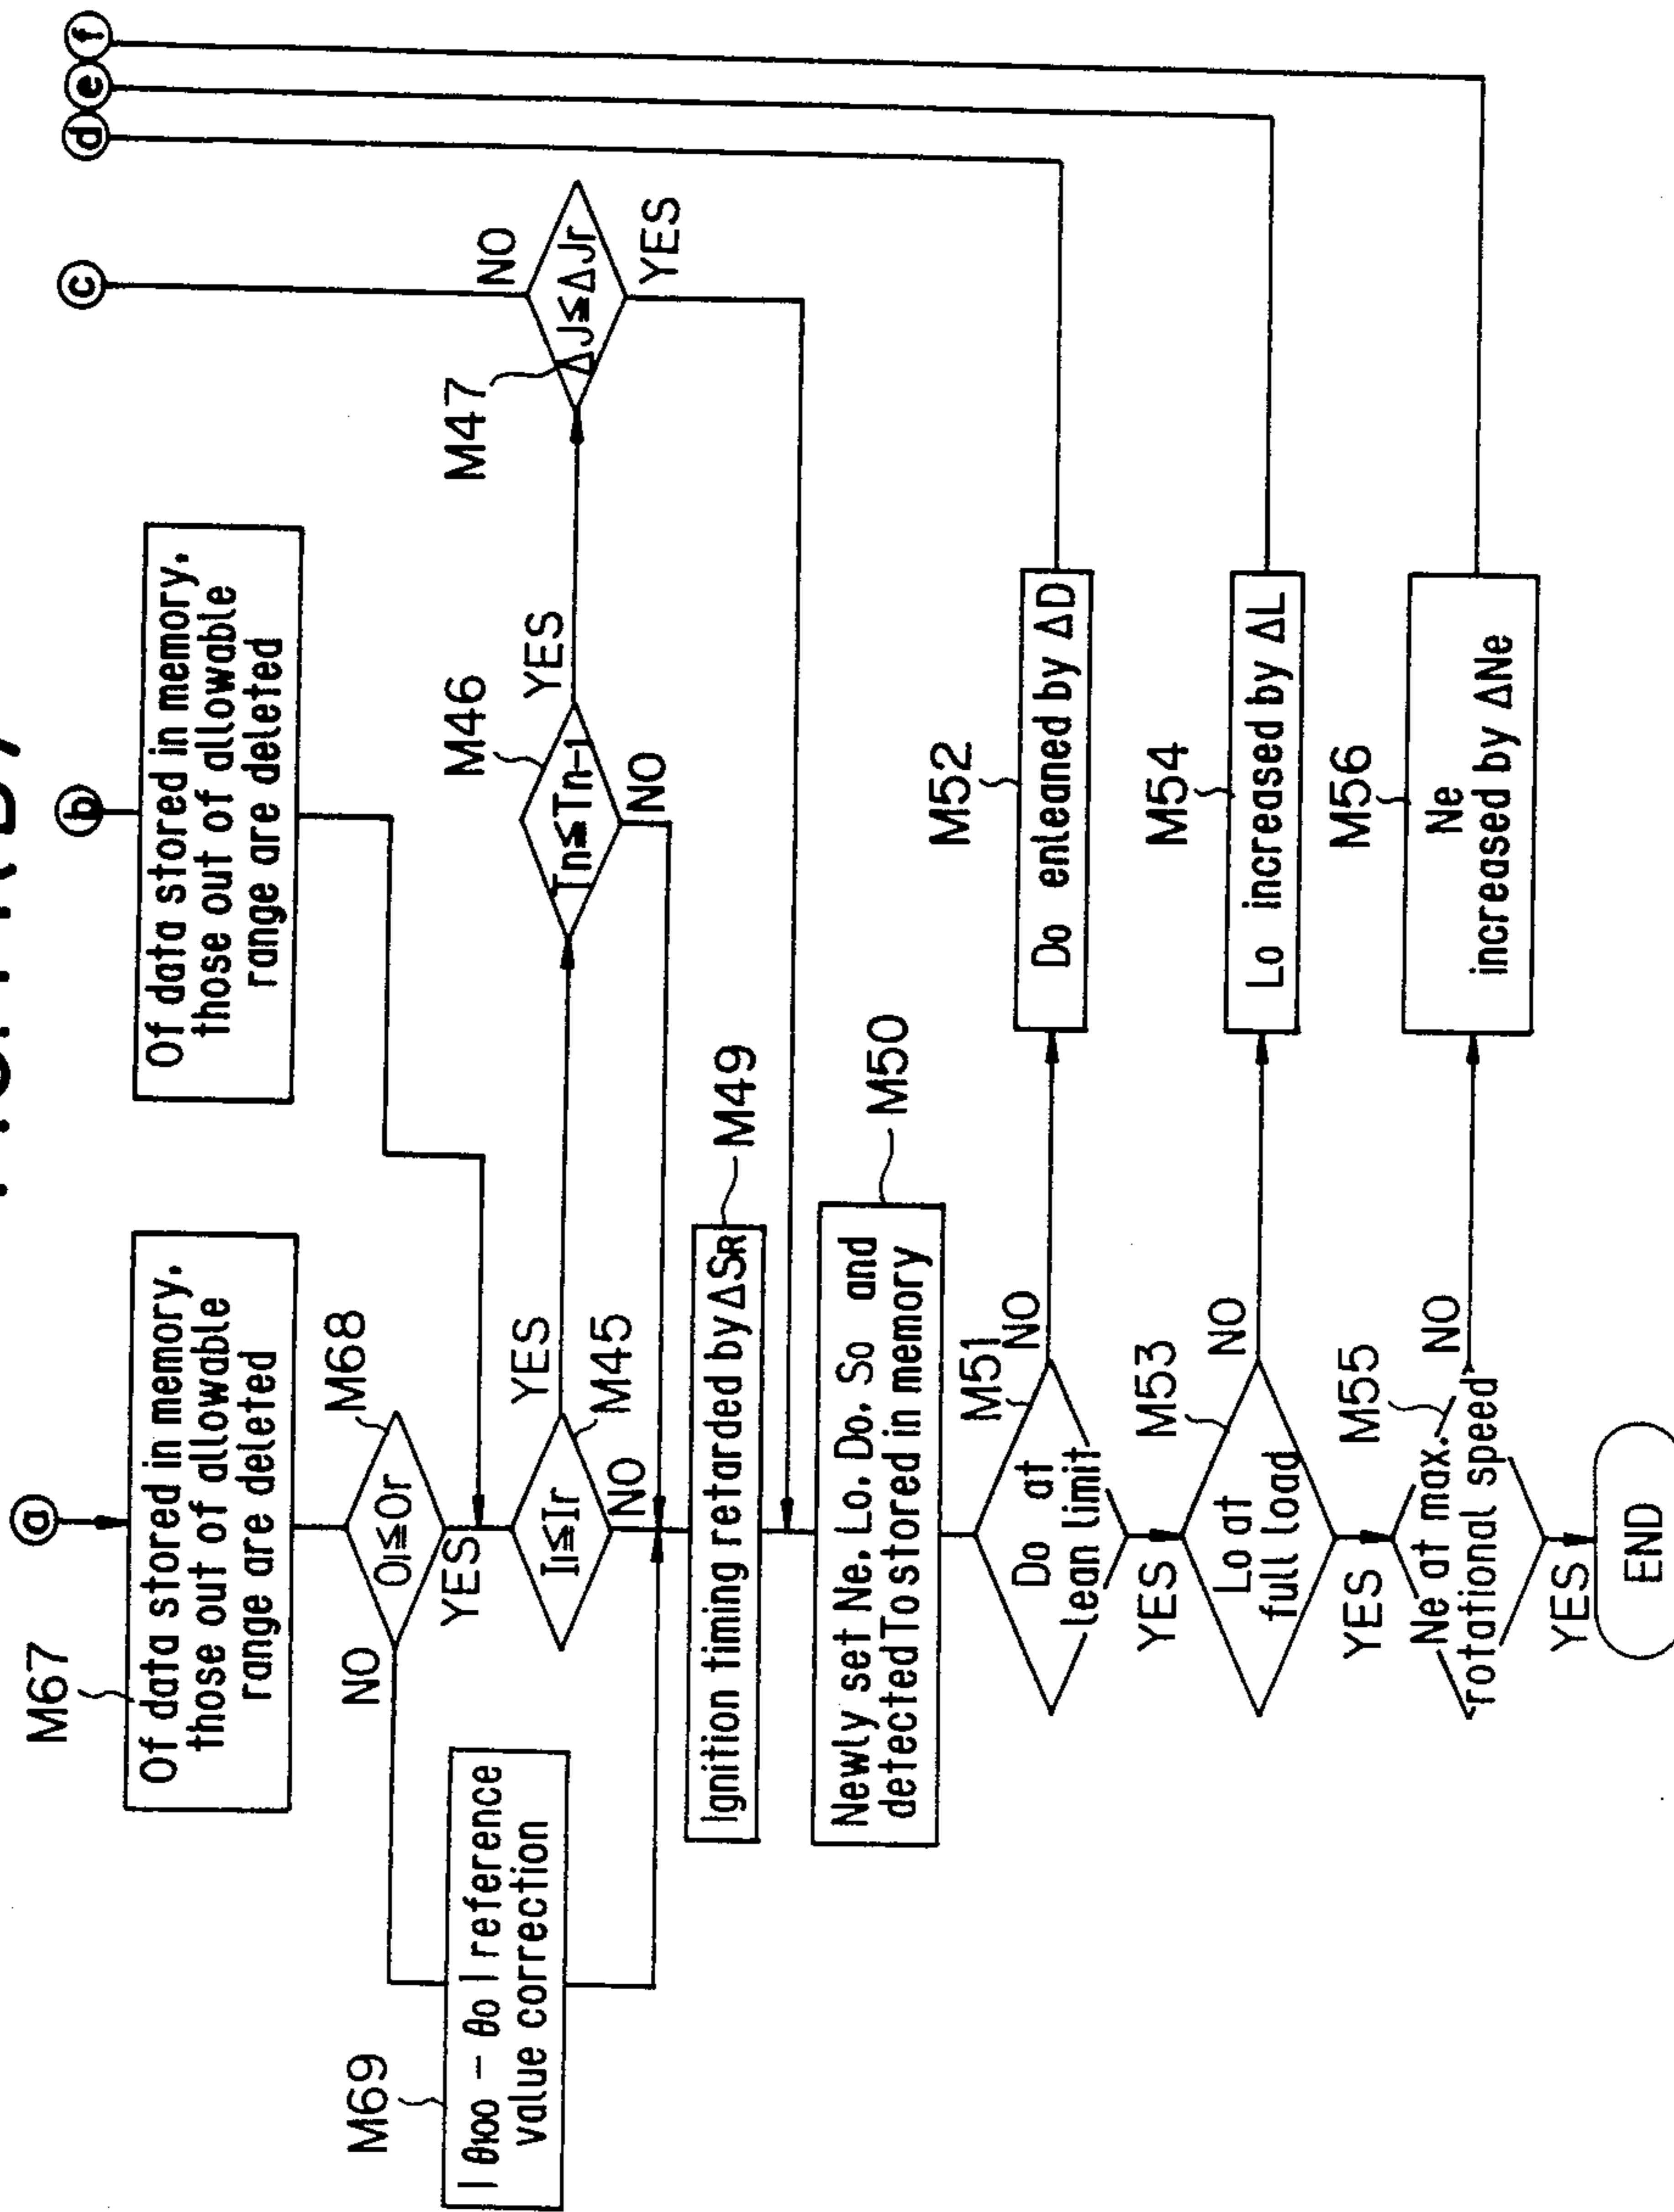 a
b
c
d
e
f
M67
Of data stored in memory,
those out of allowable
range are deleted
Of data stored in memory,
those out of allowable
range are deleted
M68
OI≦Or
NO
YES
M69
|θ100 - θ0| reference
value correction
II≦Ir
M45
YES
NO
M46
Tn≦Tn-1
YES
NO
M47
ΔJ≦ΔJr
NO
YES
Ignition timing retarded by ΔSR
M49
Newly set Ne, Lo, Do, So and
detected To stored in memory
M50
M51
Do at
lean limit
NO
YES
M52
Do enleaned by ΔD
M53
Lo at
full load
NO
YES
M54
Lo increased by ΔL
M55
Ne at max.
rotational speed
NO
YES
M56
Ne
increased by ΔNe
END